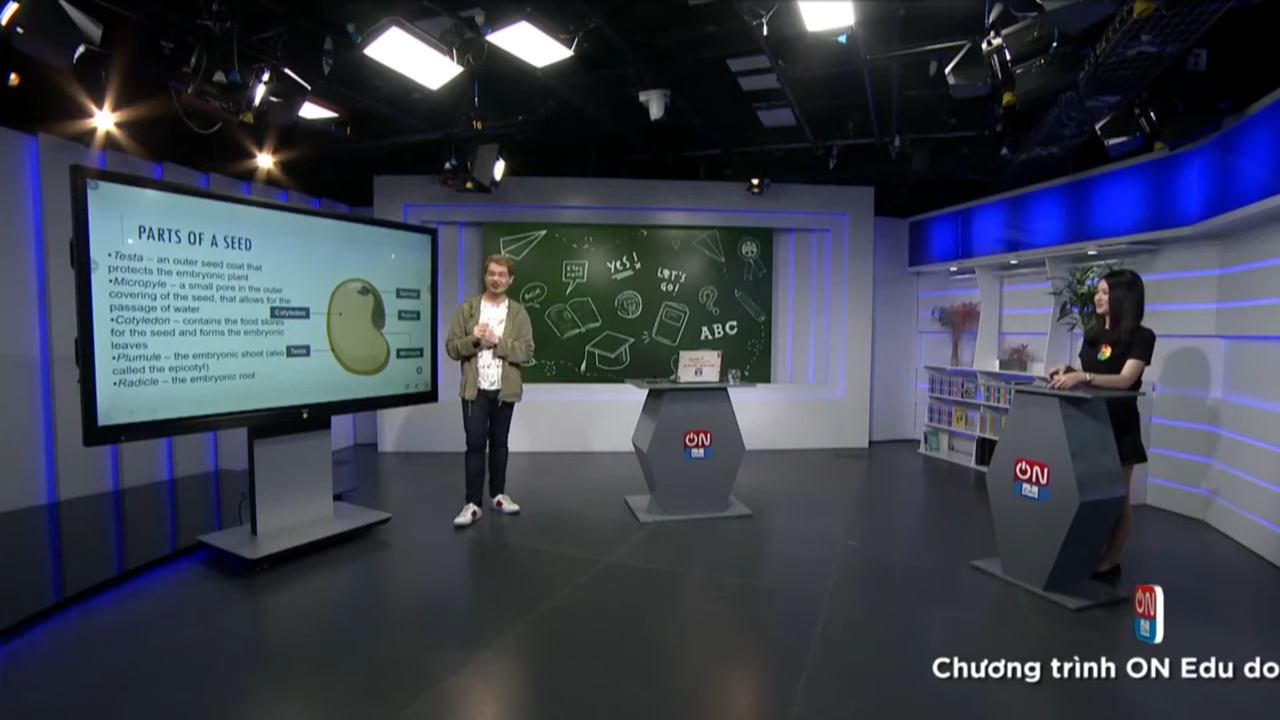 16
PARTS OF A SEED
•Testa – an outer seed coat that
protects the embryonic plant
•Micropyle – a small pore in the outer
covering of the seed, that allows for the
passage of water
•Cotyledon – contains the food stores
for the seed and forms the embryonic
leaves
•Plumule – the embryonic shoot (also
called the epicotyl)
•Radicle – the embryonic root
Cotyledon
Testa
Radicle
Micropyle
YES!
LET'S
GO!
ABC
ON
ON
ON
Chương trình ON Edu do